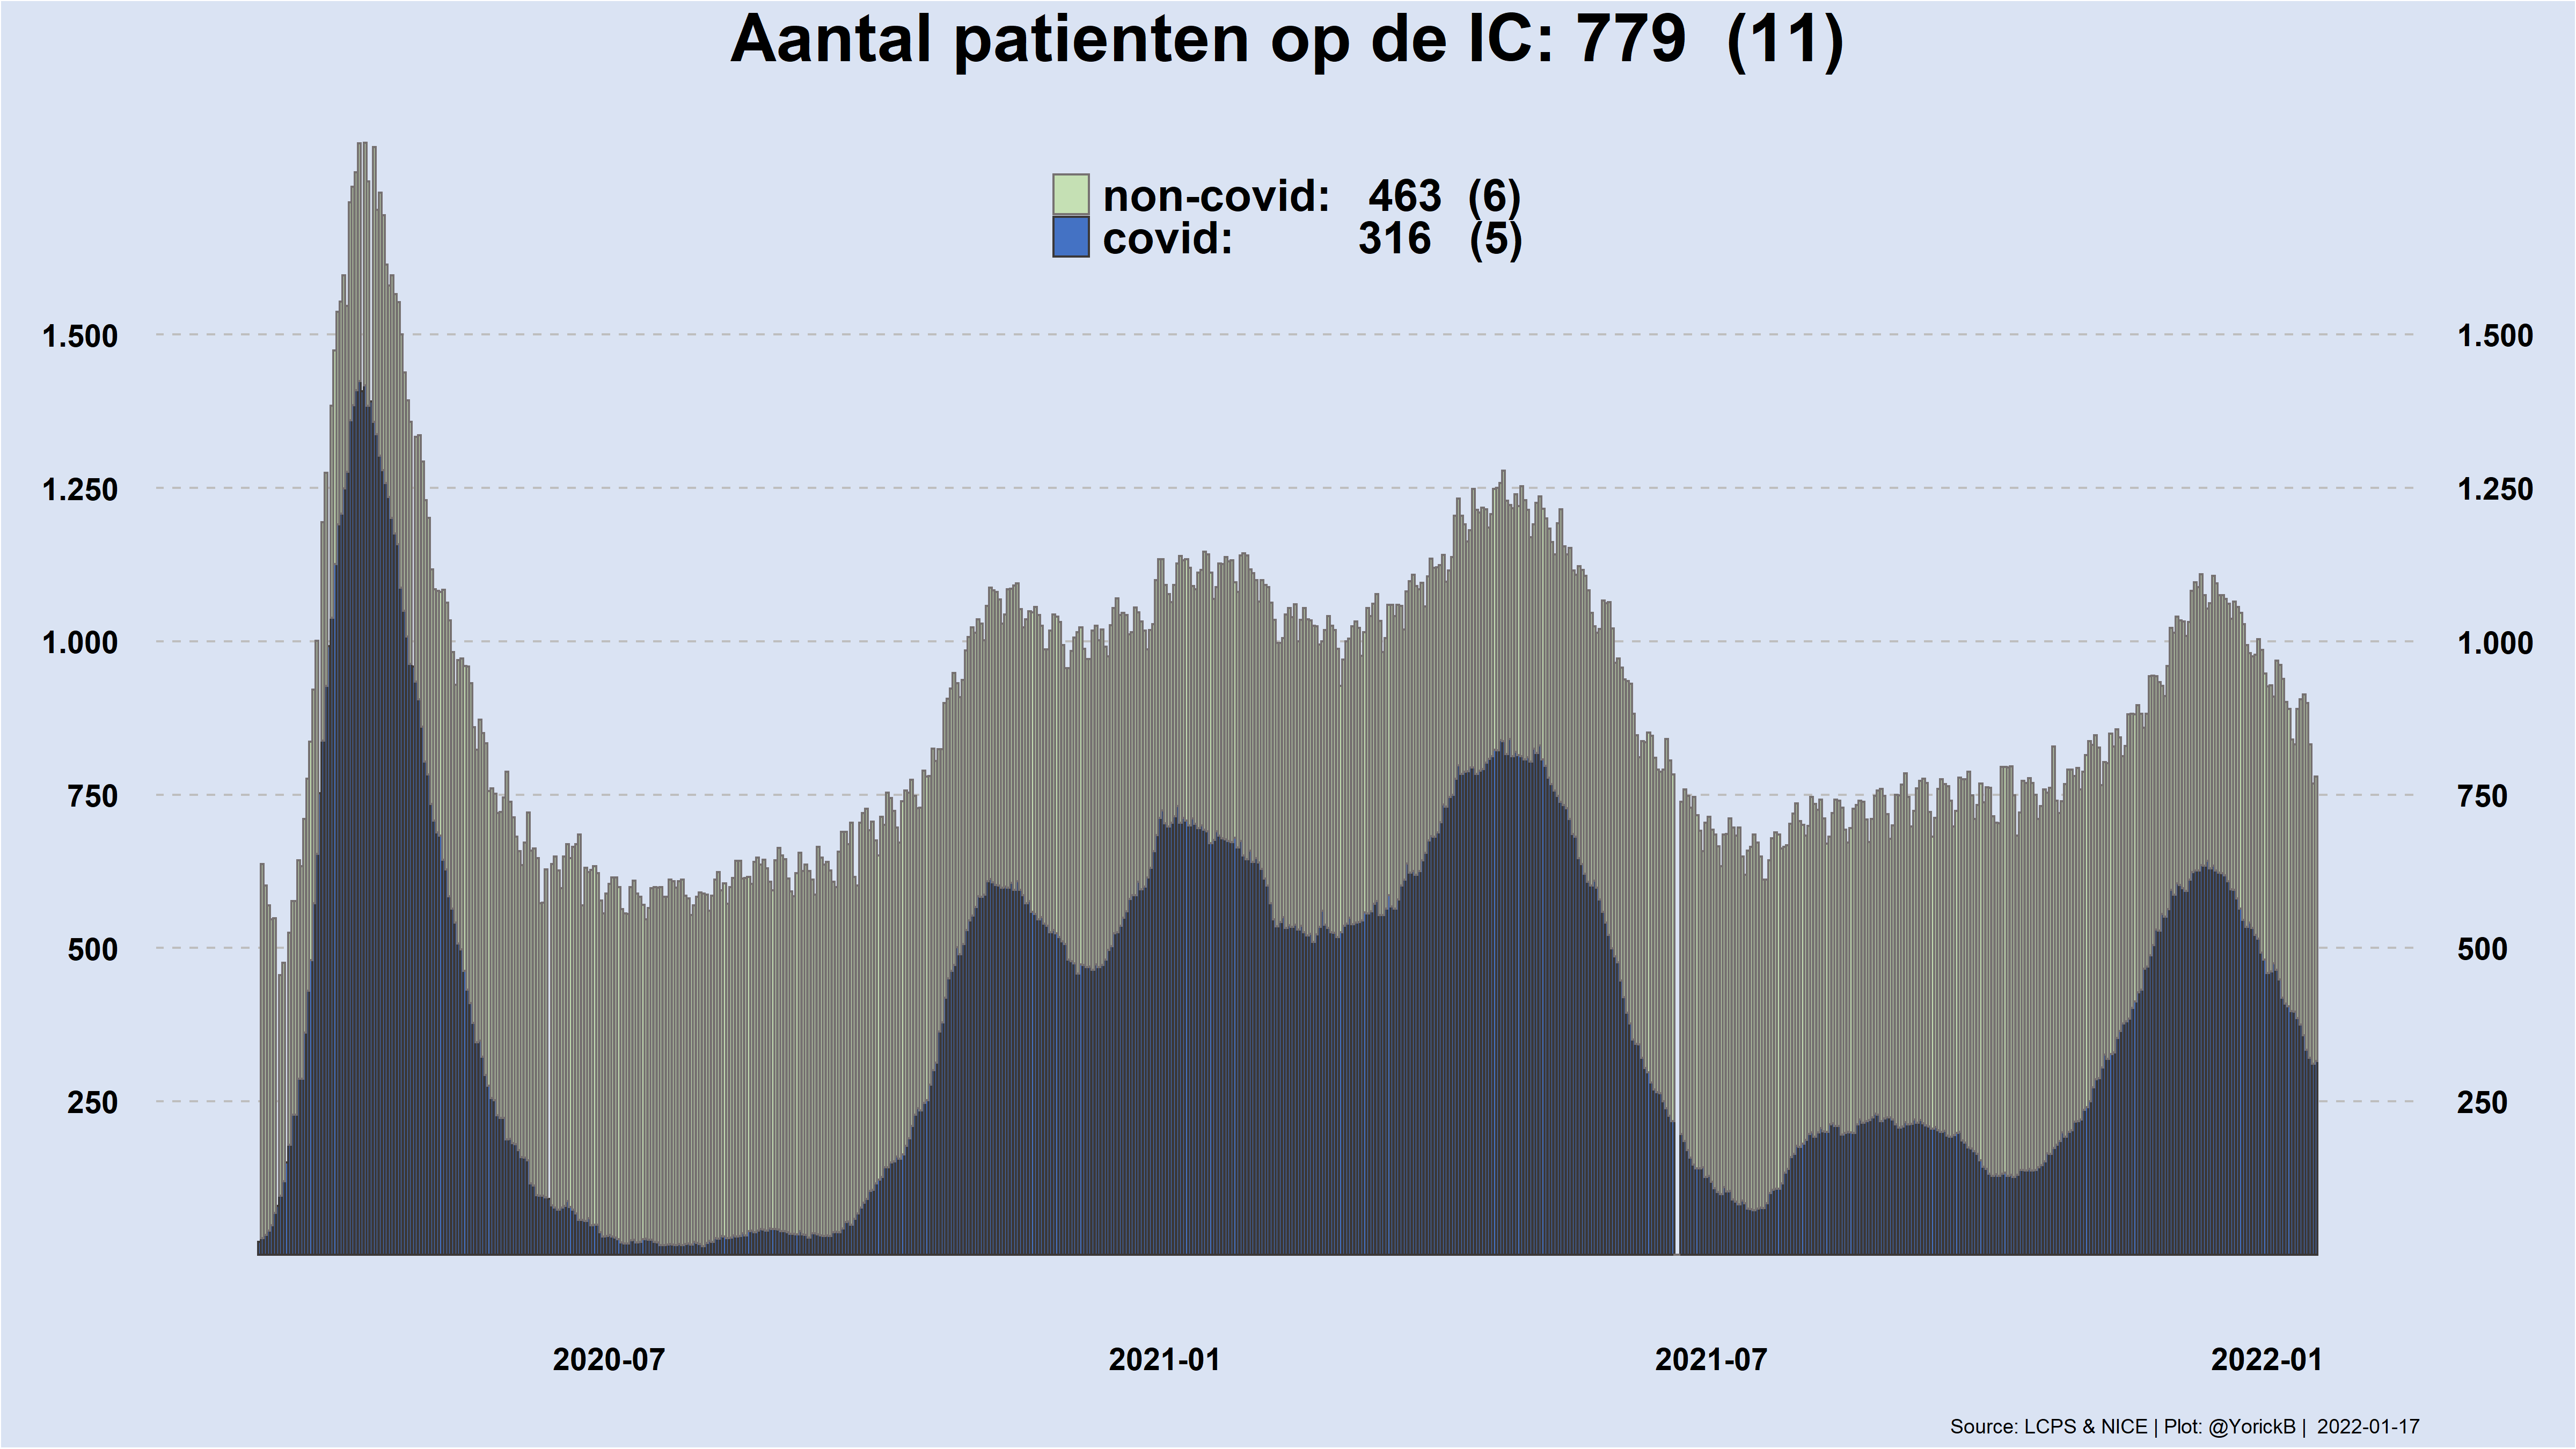 Aantal patienten op de IC: 779 (11)
non-covid: 463 (6)
covid: 316 (5)
1.500 1.500
1.250 1.250
1.000 1.000
750 750
500 500
250 250
2020-07 2021-01 2021-07 2022-01
Source: LCPS & NICE | Plot: @YorickB | 2022-01-17